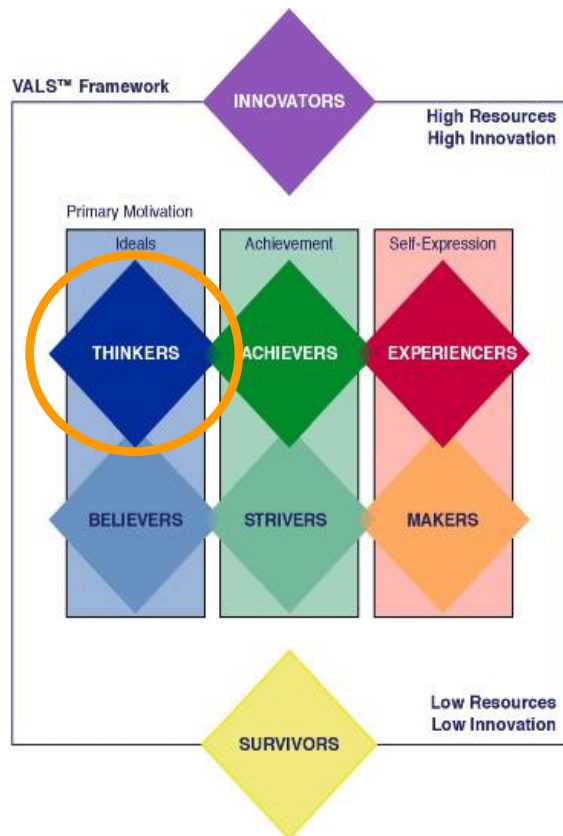 VALS™ Framework
INNOVATORS
High Resources
High Innovation
Primary Motivation
Ideals
Achievement
Self-Expression
THINKERS
ACHIEVERS
EXPERIENCERS
BELIEVERS
STRIVERS
MAKERS
Low Resources
Low Innovation
SURVIVORS